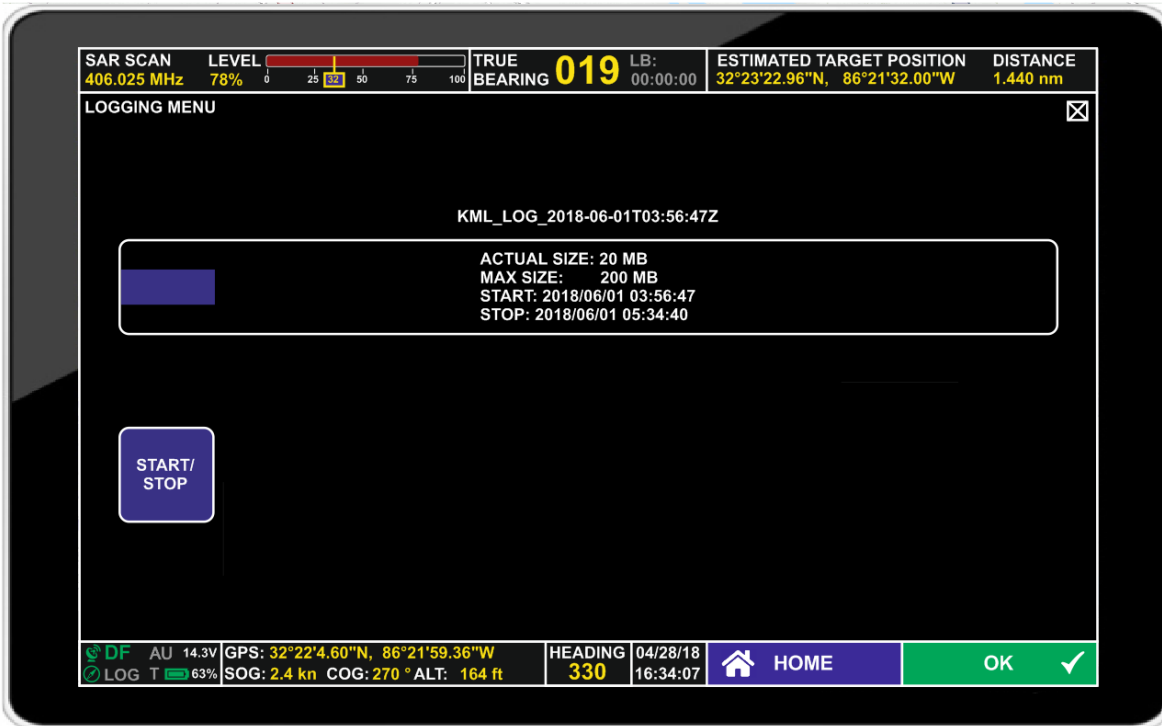 SAR SCAN LEVEL TRUE LB: ESTIMATED TARGET POSITION DISTANCE
406.025 MHz 78% 0 25 32 50 75 100 BEARING 019 00:00:00 32°23'22.96"N, 86°21'32.00"W 1.440 nm
LOGGING MENU
KML_LOG_2018-06-01T03:56:47Z
ACTUAL SIZE: 20 MB
MAX SIZE: 200 MB
START: 2018/06/01 03:56:47
STOP: 2018/06/01 05:34:40
START/
STOP
DF AU 14.3V GPS: 32°22'4.60"N, 86°21'59.36"W HEADING 04/28/18 HOME OK
LOG T 63% SOG: 2.4 kn COG: 270 ° ALT: 164 ft 330 16:34:07